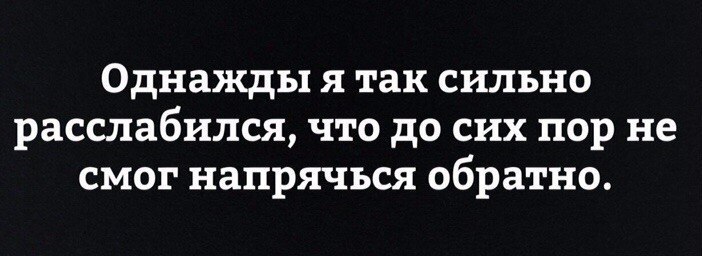 Однажды я так сильно
расслабился, что до сих пор не
смог напрячься обратно.